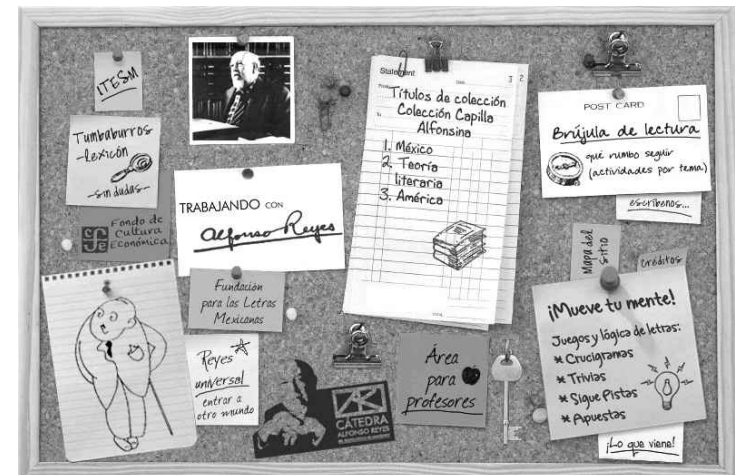 ITESM
Tumbaburros
-lexicón
-sin dudas-
Fondo de
Cultura
Económica
TRABAJANDO CON
Alfonso Reyes
Fundación
para las Letras
Mexicanas
Reyes
universal
entrar a
otro mundo
Statement
32
Títulos de colección
Colección Capilla
Alfonsina
1. México
2. Teoría
literaria
3. América
CÁTEDRA
ALFONSO REYES
Área
para
profesores
POST CARD
Brújula de lectura
qué rumbo seguir
(actividades por tema)
escríbenos...
Mapa del
Sitio
créditos
¡Mueve tu mente!
Juegos y lógica de letras:
* Crucigramas
* Trivias
* Sigue Pistas
* Apuestas
¡Lo que viene!